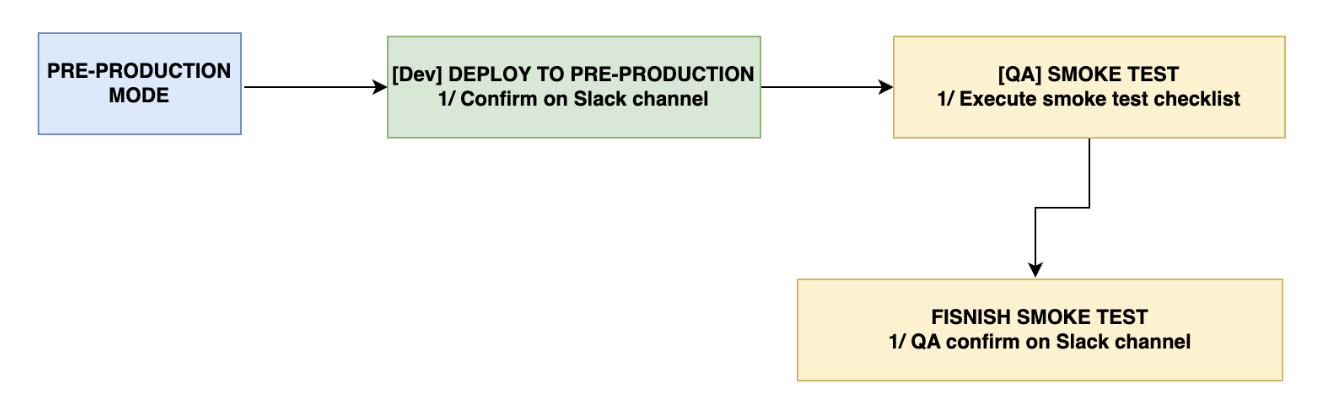 PRE-PRODUCTION
MODE
[Dev] DEPLOY TO PRE-PRODUCTION
1/ Confirm on Slack channel
[QA] SMOKE TEST
1/ Execute smoke test checklist
FISNISH SMOKE TEST
1/ QA confirm on Slack channel